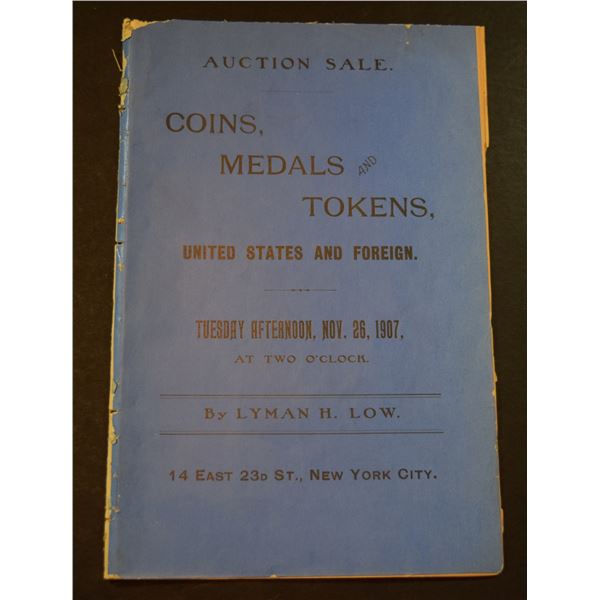 AUCTION SALE.
COINS,
MEDALS AND
TOKENS,
UNITED STATES AND FOREIGN.
TUESDAY AFTERNOON, NOV. 26, 1907,
AT TWO O'CLOCK.
By LYMAN H. LOW.
14 EAST 23D ST., NEW YORK CITY.